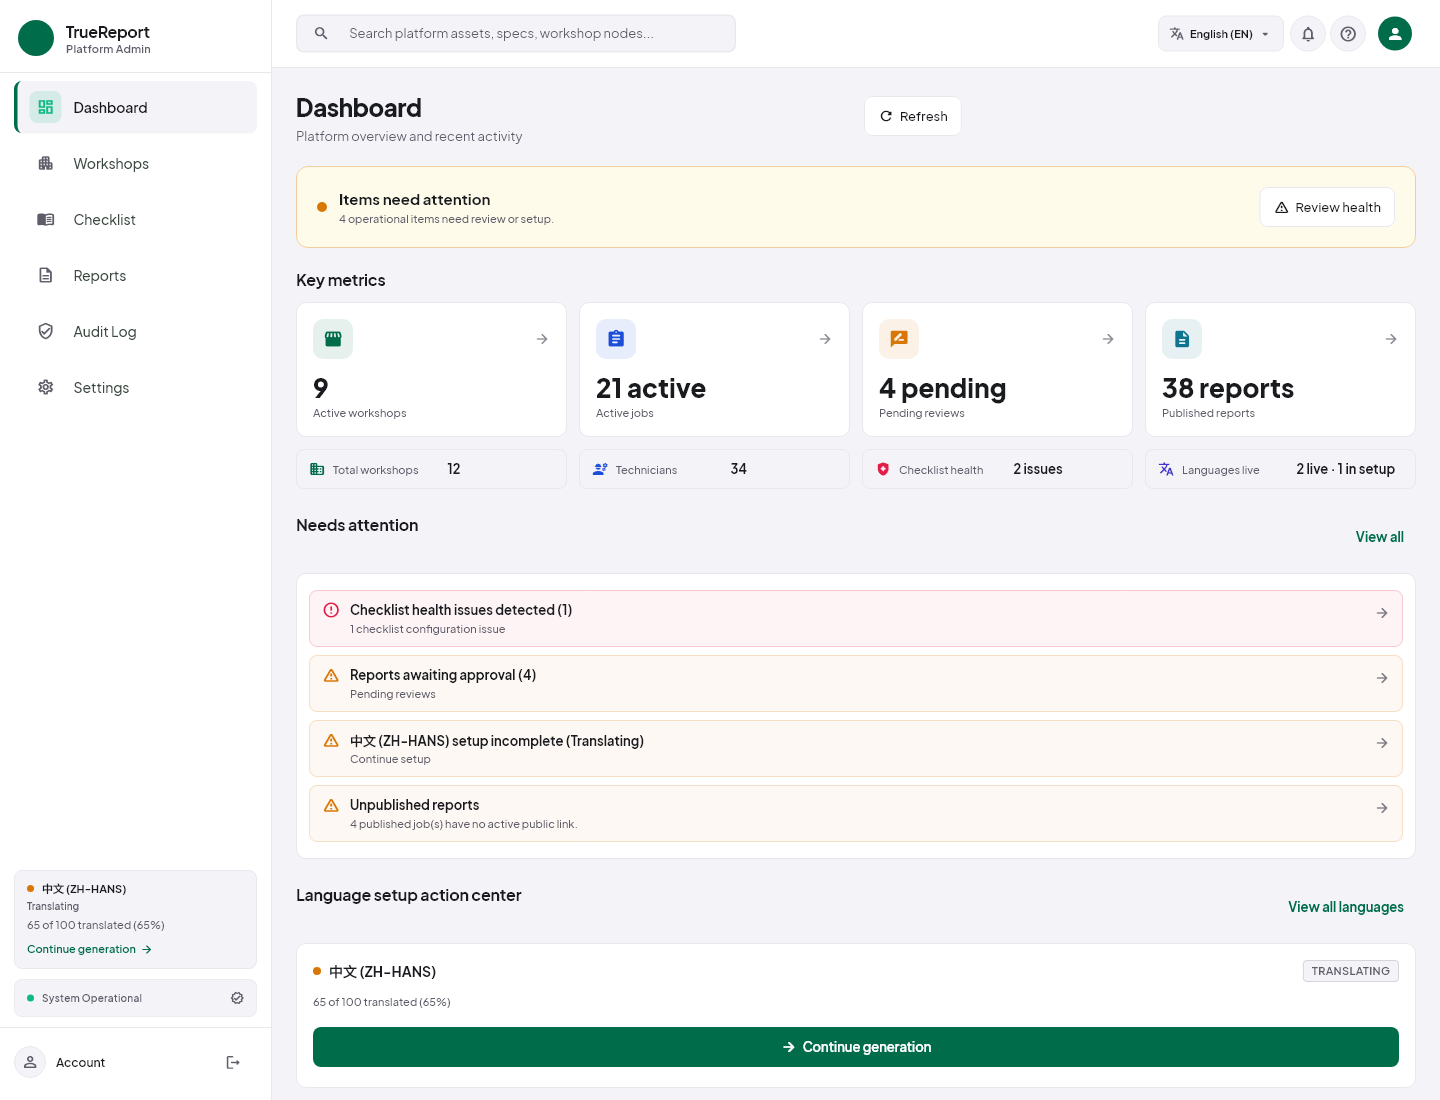 TrueReport
Platform Admin
Dashboard
Workshops
Checklist
Reports
Audit Log
Settings
中文 (ZH-HANS)
Translating
65 of 100 translated (65%)
Continue generation
System Operational
Account
Search platform assets, specs, workshop nodes...
English (EN)
Dashboard
Platform overview and recent activity
Refresh
Items need attention
4 operational items need review or setup.
Review health
Key metrics
9
Active workshops
21 active
Active jobs
4 pending
Pending reviews
38 reports
Published reports
Total workshops 12
Technicians 34
Checklist health 2 issues
Languages live 2 live · 1 in setup
Needs attention
View all
Checklist health issues detected (1)
1 checklist configuration issue
Reports awaiting approval (4)
Pending reviews
中文 (ZH-HANS) setup incomplete (Translating)
Continue setup
Unpublished reports
4 published job(s) have no active public link.
Language setup action center
View all languages
中文 (ZH-HANS)
TRANSLATING
65 of 100 translated (65%)
Continue generation